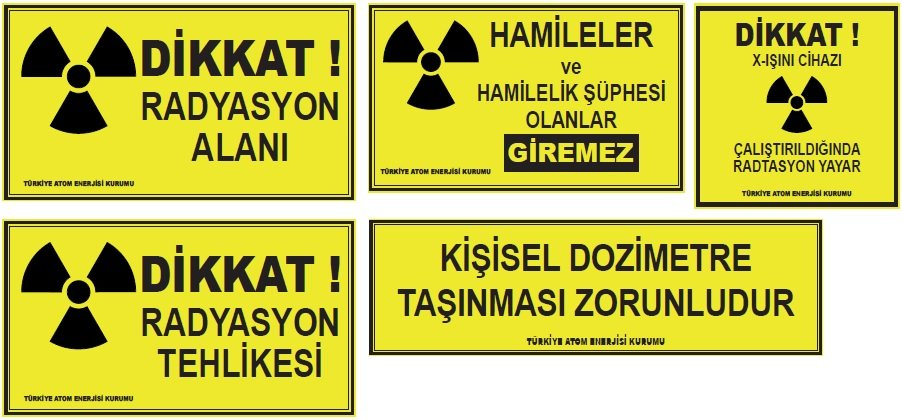 DİKKAT !
RADYASYON
ALANI
TÜRKİYE ATOM ENERJİSİ KURUMU
HAMİLELER
ve
HAMİLELİK ŞÜPHESİ
OLANLAR
GİREMEZ
TÜRKİYE ATOM ENERJİSİ KURUMU
DİKKAT !
X-IŞINI CİHAZI
ÇALIŞTIRILDIĞINDA
RADTASYON YAYAR
TÜRKİYE ATOM ENERJİSİ KURUMU
DİKKAT !
RADYASYON
TEHLİKESİ
TÜRKİYE ATOM ENERJİSİ KURUMU
KİŞİSEL DOZİMETRE
TAŞINMASI ZORUNLUDUR
TÜRKİYE ATOM ENERJİSİ KURUMU